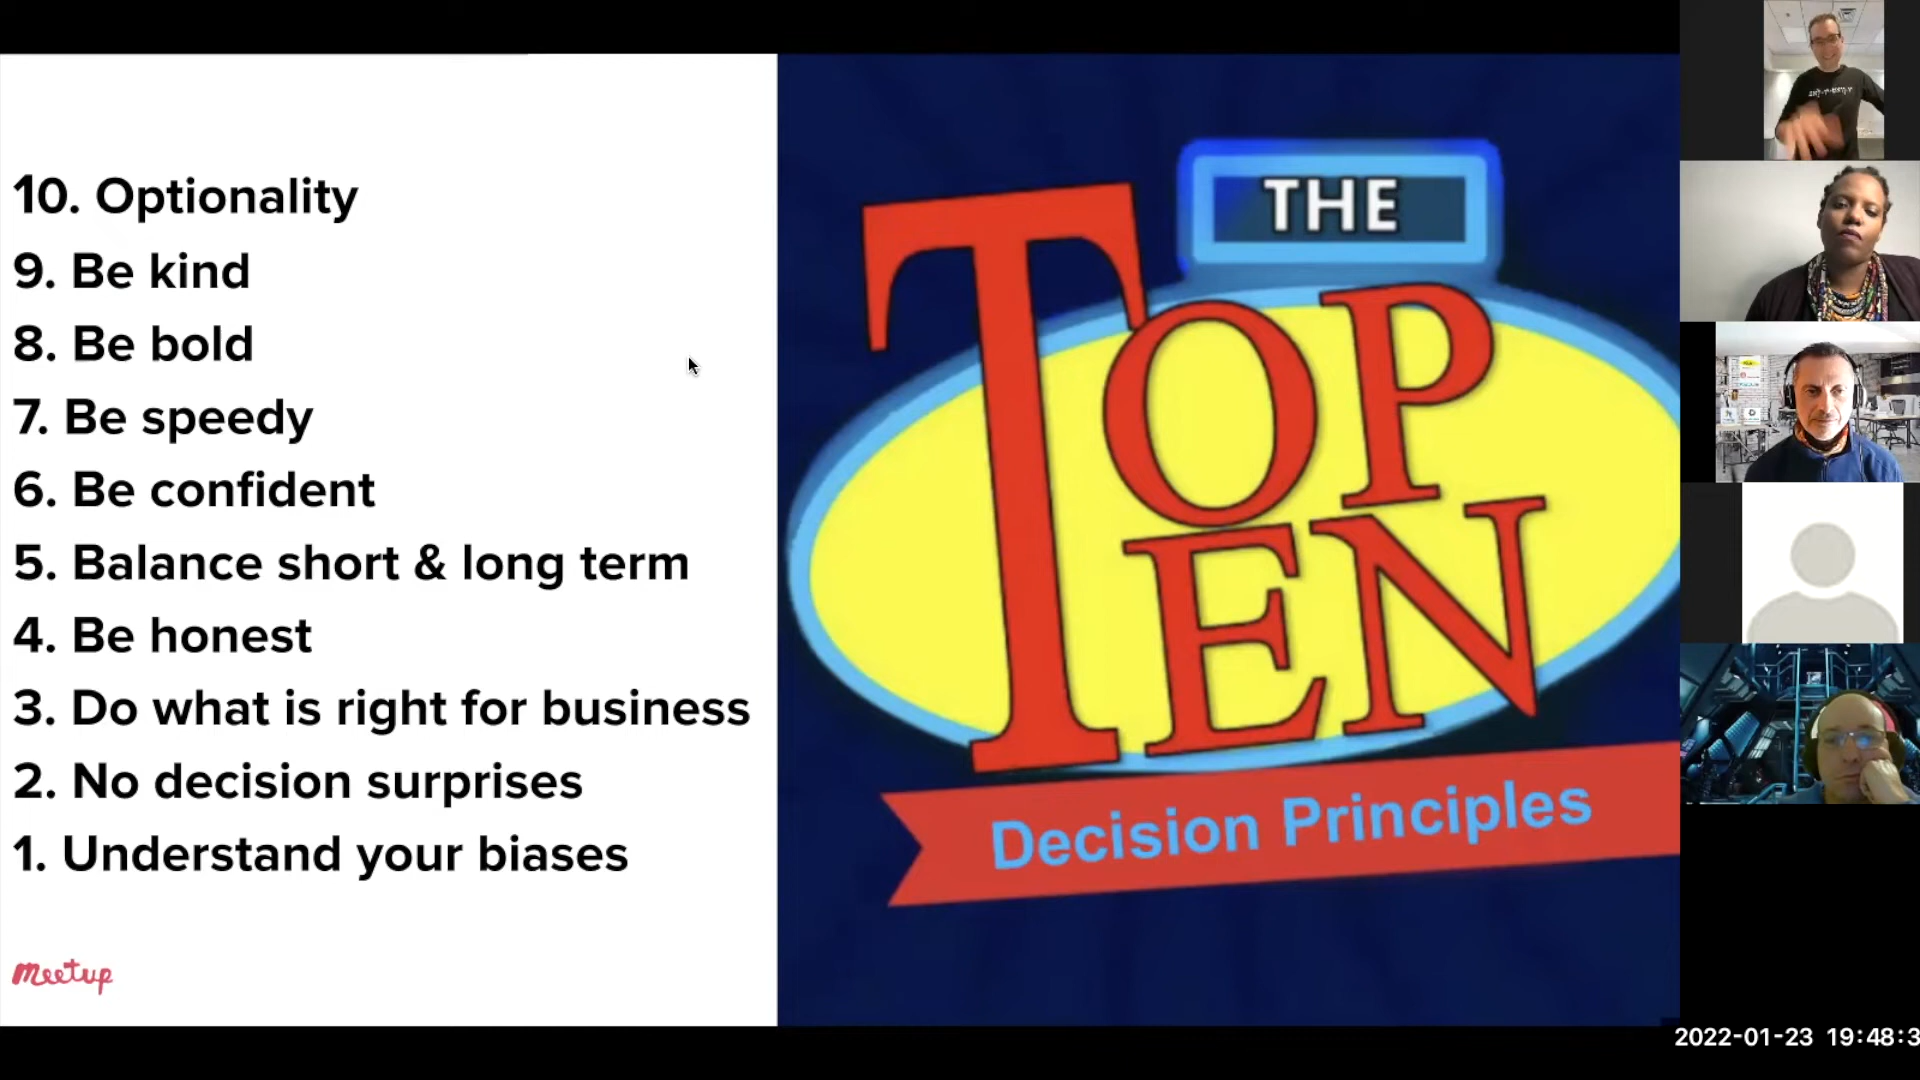 10. Optionality
9. Be kind
8. Be bold
7. Be speedy
6. Be confident
5. Balance short & long term
4. Be honest
3. Do what is right for business
2. No decision surprises
1. Understand your biases
meetup
THE
TOP
TEN
Decision Principles
2022-01-23 19:48:3